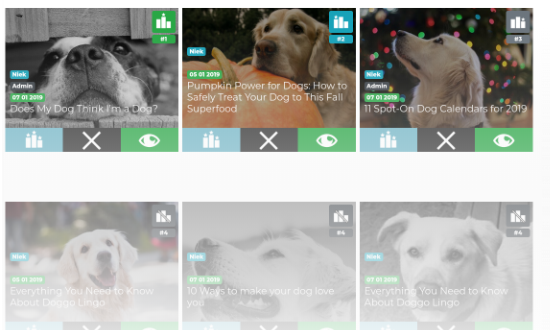 #1
Niek
Admin
07 01 2019
Does My Dog Think I'm a Dog?
#2
Niek
05 01 2019
Pumpkin Power for Dogs: How to
Safely Treat Your Dog to This Fall
Superfood
#3
Niek
Admin
07 01 2019
11 Spot-On Dog Calendars for 2019
#4
Niek
05 01 2019
Everything You Need to Know
About Doggo Lingo
#4
Niek
07 01 2019
10 Ways to make your dog love
you
#4
Niek
07 01 2019
Everything You Need to Know
About Doggo Lingo